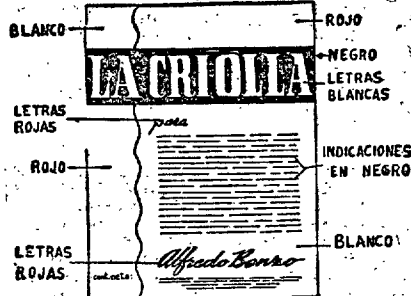 BLANCO
ROJO
NEGRO
LA CRIOLLA
LETRAS
BLANCAS
LETRAS
ROJAS
para
ROJO
INDICACIONES
EN NEGRO
BLANCO
LETRAS
ROJAS
Alfredo Bonzo